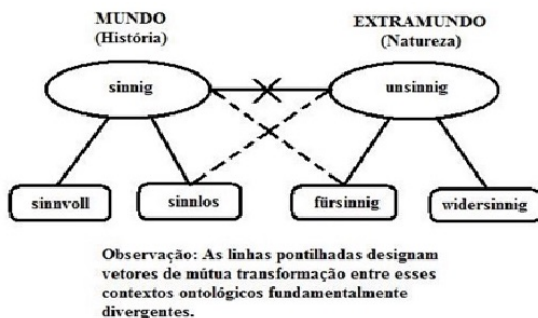 MUNDO
(História)
EXTRAMUNDO
(Natureza)
sinnig
unsinnig
sinnvoll
sinnlos
fürsinnig
widersinnig
Observação: As linhas pontilhadas designam
vetores de mútua transformação entre esses
contextos ontológicos fundamentalmente
divergentes.